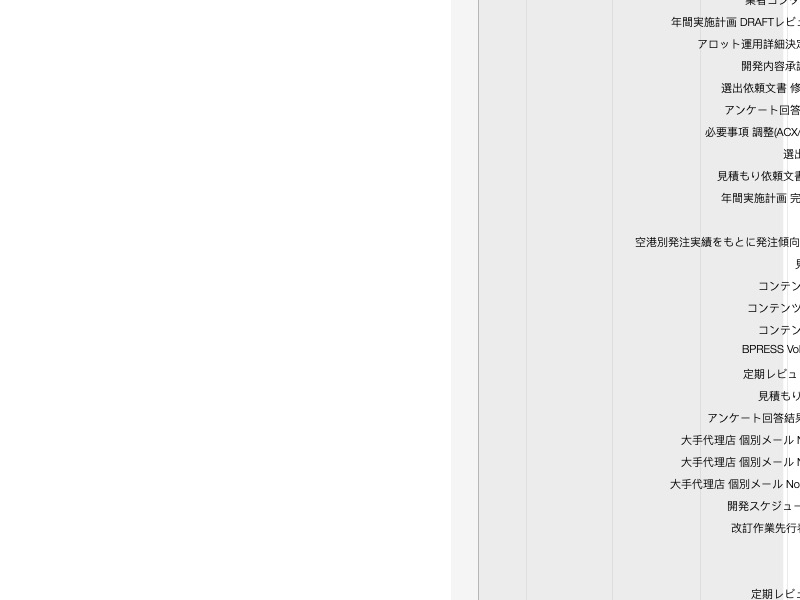 業者コンタ
年間実施計画 DRAFTレビュ
アロット運用詳細決定
開発内容承認
選出依頼文書 修
アンケート回答
必要事項 調整(ACX/
選出
見積もり依頼文書
年間実施計画 完
空港別発注実績をもとに発注傾向
見
コンテン
コンテンツ
コンテン
BPRESS Vol
定期レビュ
見積もり
アンケート回答結果
大手代理店 個別メール N
大手代理店 個別メール N
大手代理店 個別メール No
開発スケジュー
改訂作業先行
定期レビ